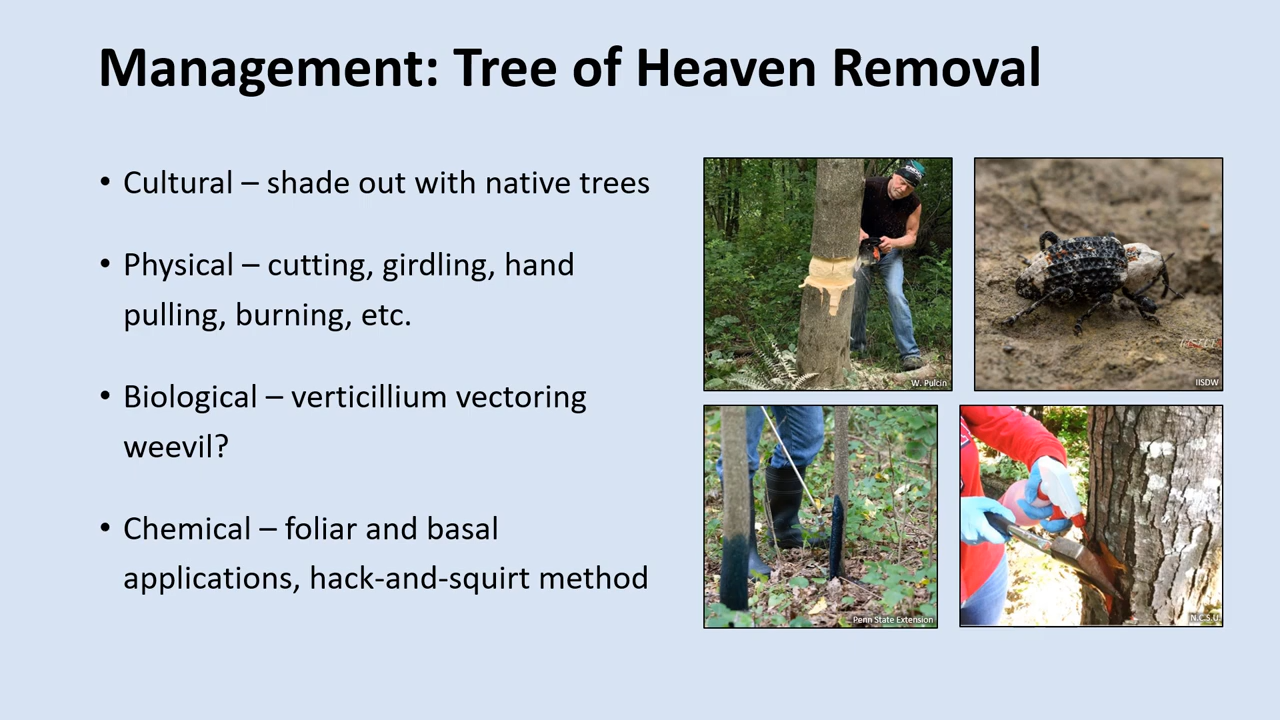 Management: Tree of Heaven Removal
• Cultural – shade out with native trees
• Physical – cutting, girdling, hand
pulling, burning, etc.
• Biological – verticillium vectoring
weevil?
• Chemical – foliar and basal
applications, hack-and-squirt method
W. Pulcin
IISDW
Penn State Extension
N.C.S.U